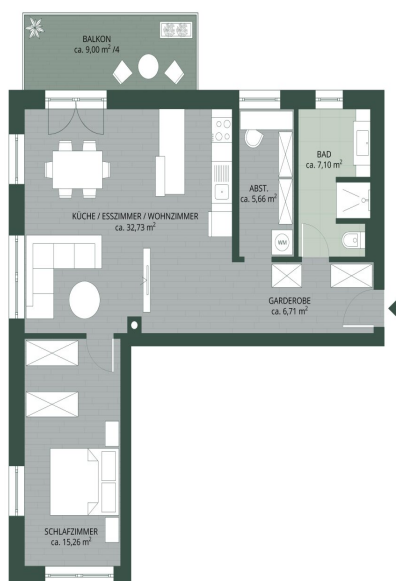 BALKON
ca. 9,00 m² /4
BAD
ca. 7,10 m²
ABST.
ca. 5,66 m²
KÜCHE / ESSZIMMER / WOHNZIMMER
ca. 32,73 m²
WM
GARDEROBE
ca. 6,71 m²
SCHLAFZIMMER
ca. 15,26 m²